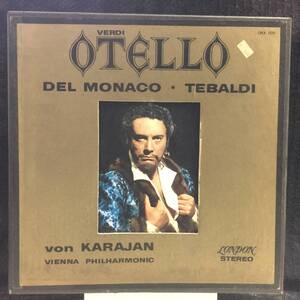 VERDI
OTELLO
DEL MONACO • TEBALDI
von KARAJAN
VIENNA PHILHARMONIC
LONDON
STEREO